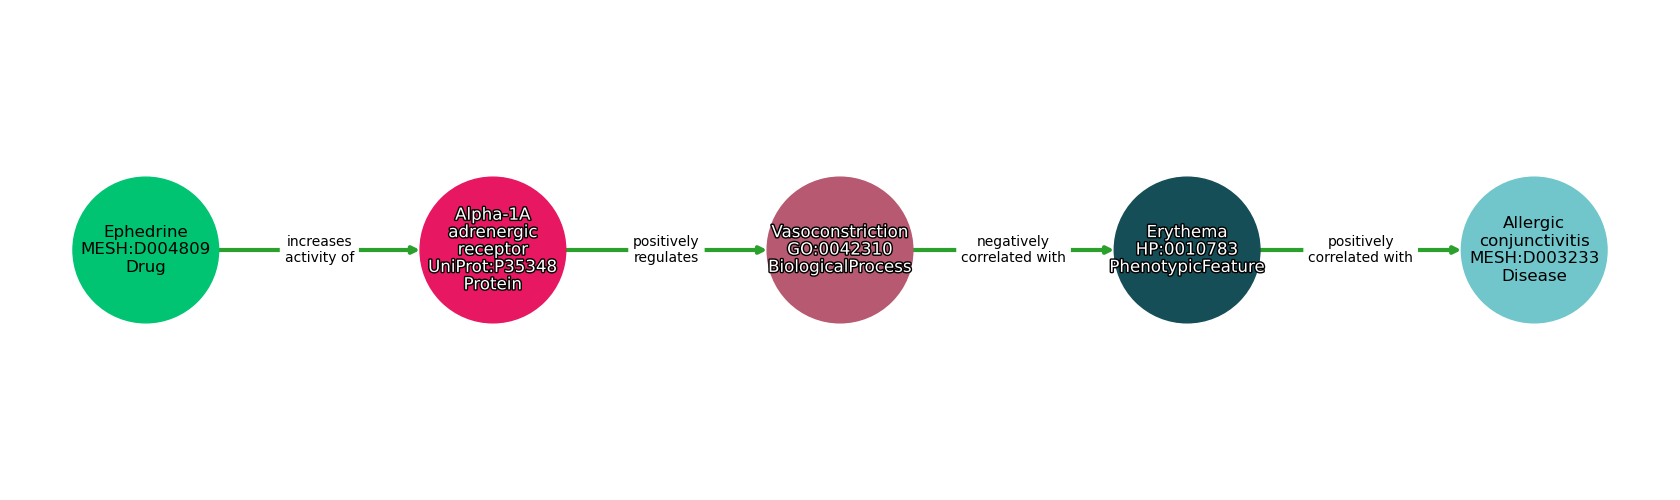 Ephedrine
MESH:D004809
Drug
increases
activity of
Alpha-1A
adrenergic
receptor
UniProt:P35348
Protein
positively
regulates
Vasoconstriction
GO:0042310
BiologicalProcess
negatively
correlated with
Erythema
HP:0010783
PhenotypicFeature
positively
correlated with
Allergic
conjunctivitis
MESH:D003233
Disease